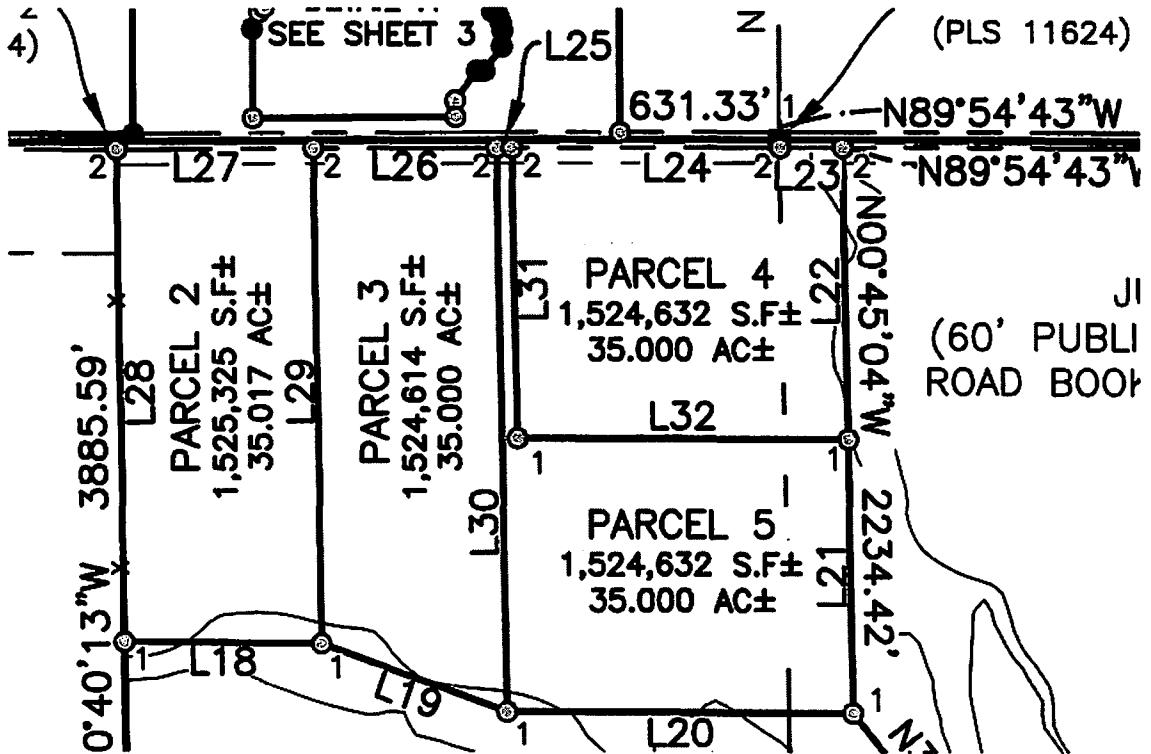 4)
SEE SHEET 3
L25
N
(PLS 11624)
631.33'
1
N89°54'43"W
2
L27
2
L26
2
2
L24
2
L23
2
N89°54'43"
N00°45'04"W
2234.42'
L31
PARCEL 4
1,524,632 S.F±
35.000 AC±
L22
(60' PUBLI
ROAD BOOK
3885.59'
L28
PARCEL 2
1,525,325 S.F±
35.017 AC±
L29
PARCEL 3
1,524,614 S.F±
35.000 AC±
L32
1
1
L30
PARCEL 5
1,524,632 S.F±
35.000 AC±
L21
0°40'13"W
1
L18
1
L19
1
L20
1